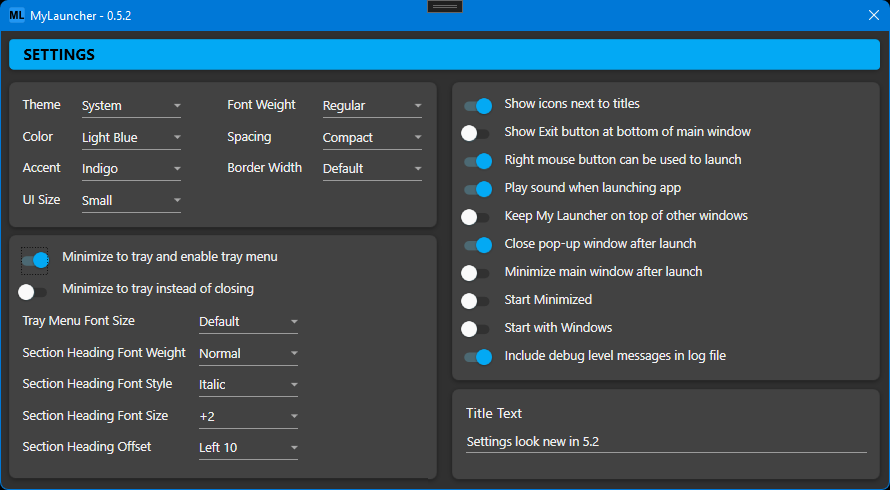 ML MyLauncher - 0.5.2
SETTINGS
Theme System Font Weight Regular
Color Light Blue Spacing Compact
Accent Indigo Border Width Default
UI Size Small
Minimize to tray and enable tray menu
Minimize to tray instead of closing
Tray Menu Font Size Default
Section Heading Font Weight Normal
Section Heading Font Style Italic
Section Heading Font Size +2
Section Heading Offset Left 10
Show icons next to titles
Show Exit button at bottom of main window
Right mouse button can be used to launch
Play sound when launching app
Keep My Launcher on top of other windows
Close pop-up window after launch
Minimize main window after launch
Start Minimized
Start with Windows
Include debug level messages in log file
Title Text
Settings look new in 5.2